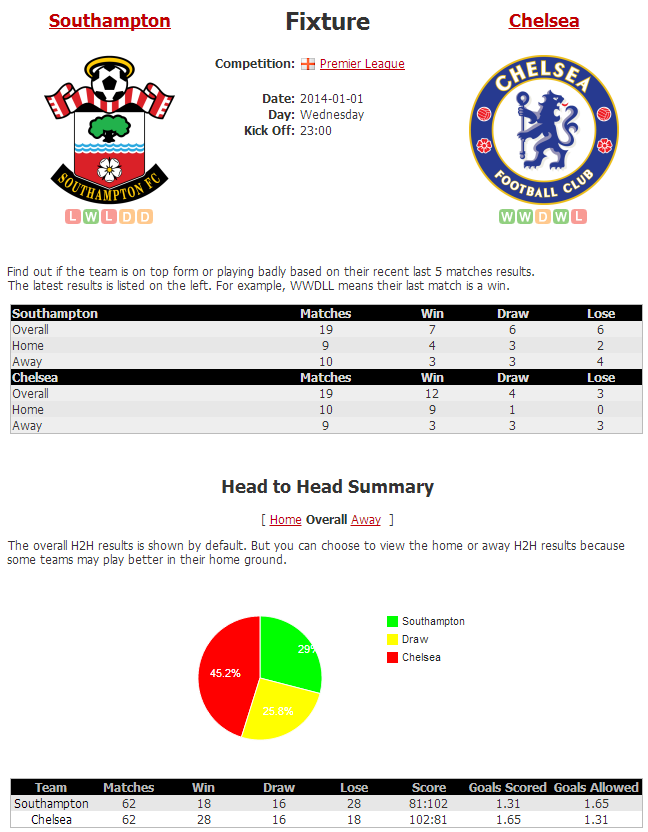 Southampton
Fixture
Chelsea
Competition: Premier League
Date: 2014-01-01
Day: Wednesday
Kick Off: 23:00
SOUTHAMPTON FC
CHELSEA
FOOTBALL CLUB
L W L D D
W W D W L
Find out if the team is on top form or playing badly based on their recent last 5 matches results.
The latest results is listed on the left. For example, WWDLL means their last match is a win.
Southampton Matches Win Draw Lose
Overall 19 7 6 6
Home 9 4 3 2
Away 10 3 3 4
Chelsea Matches Win Draw Lose
Overall 19 12 4 3
Home 10 9 1 0
Away 9 3 3 3
Head to Head Summary
[ Home Overall Away ]
The overall H2H results is shown by default. But you can choose to view the home or away H2H results because
some teams may play better in their home ground.
Southampton
Draw
Chelsea
29%
45.2%
25.8%
Team Matches Win Draw Lose Score Goals Scored Goals Allowed
Southampton 62 18 16 28 81:102 1.31 1.65
Chelsea 62 28 16 18 102:81 1.65 1.31